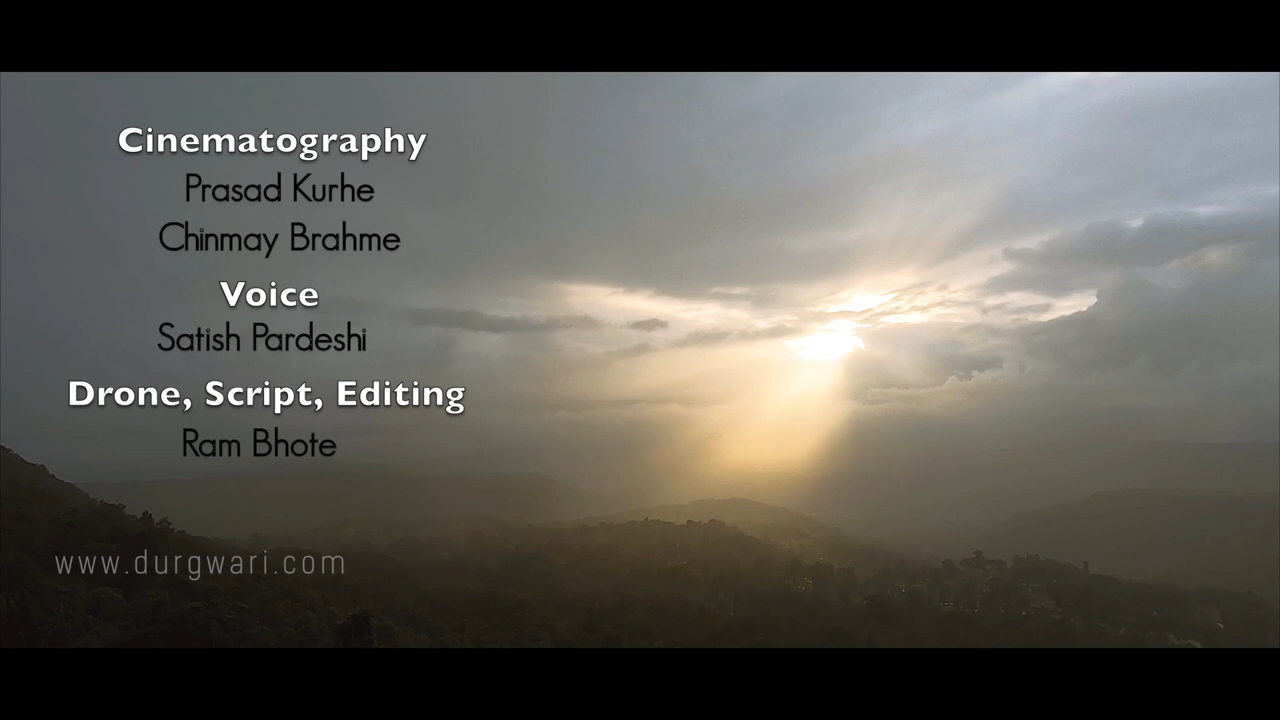 Cinematography
Prasad Kurhe
Chinmay Brahme
Voice
Satish Pardeshi
Drone, Script, Editing
Ram Bhote
www.durgwari.com